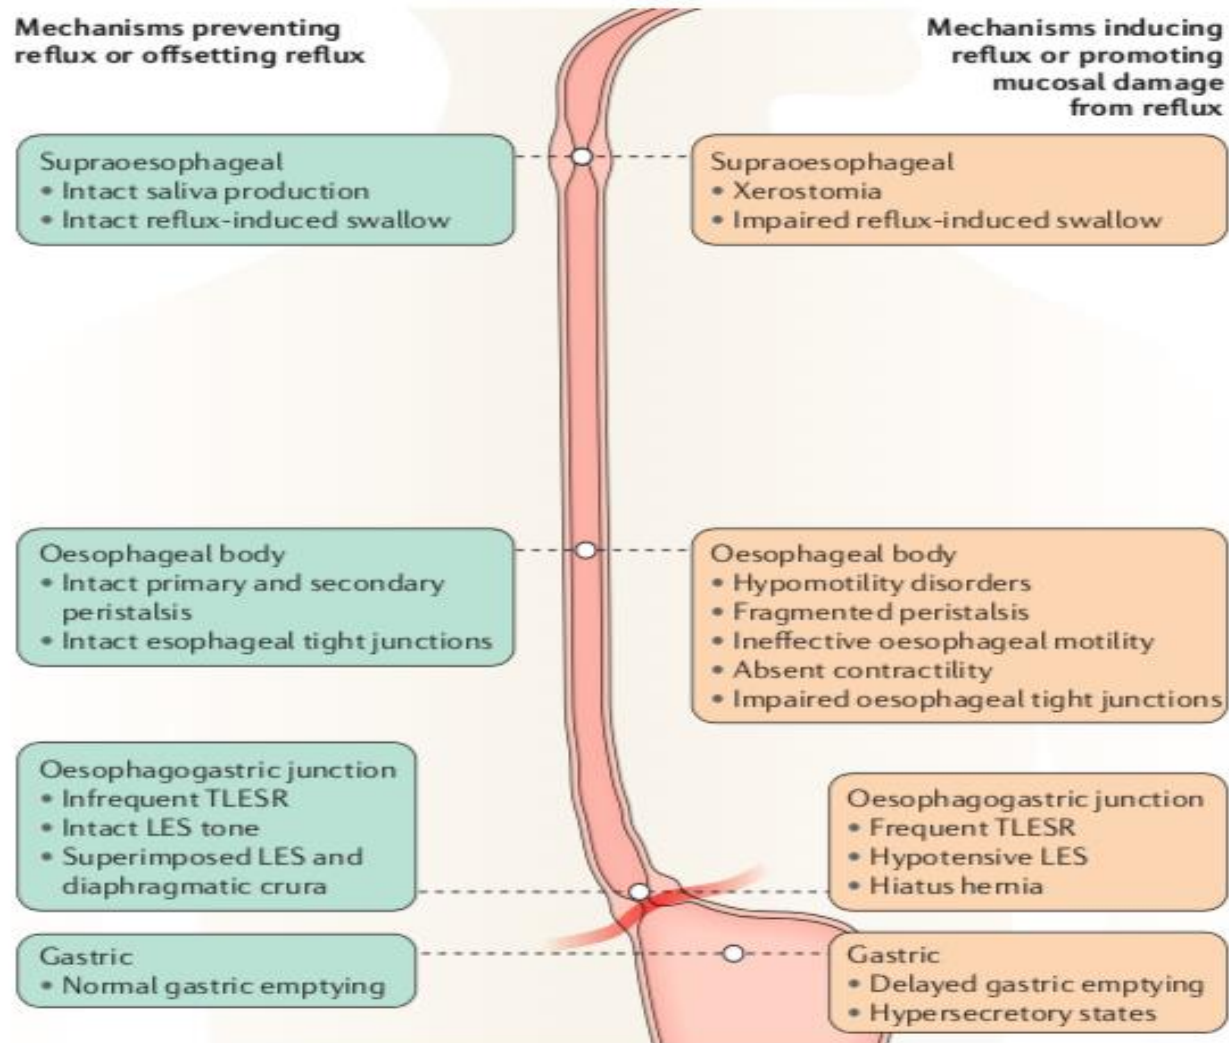 Mechanisms preventing
reflux or offsetting reflux
Mechanisms inducing
reflux or promoting
mucosal damage
from reflux
Supraoesophageal
• Intact saliva production
• Intact reflux-induced swallow
Supraoesophageal
• Xerostomia
• Impaired reflux-induced swallow
Oesophageal body
• Intact primary and secondary
peristalsis
• Intact esophageal tight junctions
Oesophageal body
• Hypomotility disorders
• Fragmented peristalsis
• Ineffective oesophageal motility
• Absent contractility
• Impaired oesophageal tight junctions
Oesophagogastric junction
• Infrequent TLESR
• Intact LES tone
• Superimposed LES and
diaphragmatic crura
Oesophagogastric junction
• Frequent TLESR
• Hypotensive LES
• Hiatus hernia
Gastric
• Normal gastric emptying
Gastric
• Delayed gastric emptying
• Hypersecretory states